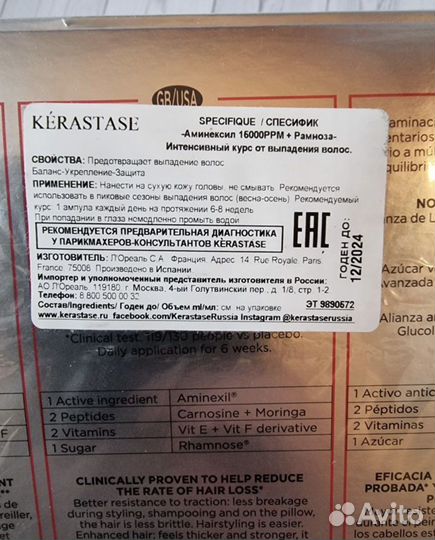 GB/USA
KÉRASTASE
SPECIFIQUE / СПЕСИФИК
-Аминексил 15000PPM + Рамноза-
Интенсивный курс от выпадения волос.
СВОЙСТВА: Предотвращает выпадение волос
Баланс-Укрепление-Защита
ПРИМЕНЕНИЕ: Нанести на сухую кожу головы, не смывать. Рекомендуется
использовать в пиковые сезоны выпадения волос (весна-осень). Рекомендуемый
курс: 1 ампула каждый день на протяжении 6-8 недель
При попадании в глаза немедленно промыть водой
РЕКОМЕНДУЕТСЯ ПРЕДВАРИТЕЛЬНАЯ ДИАГНОСТИКА
У ПАРИКМАХЕРОВ-КОНСУЛЬТАНТОВ KÉRASTASE
EAC
ГОДЕН ДО:
12/2024
ИЗГОТОВИТЕЛЬ: Л'Ореаль С.А. Франция Адрес 14 Rue Royale Paris
France 75008 Произведено в Испании
Импортер и уполномоченный представитель изготовителя в России:
АО Л'Ореаль 119180 г. Москва, 4-ый Голутвинский пер., д. 1/8, стр. 1-2
Телефон: 8 800 500 00 32
Состав/Ingredients/ Годен до/ Объем ml/мл: см. на упаковке
ЭТ 9890572
www.kerastase.ru facebook.com/KerastaseRussia Instagram @kerastaserussia
*Clinical test: 119/133 people vs placebo.
Daily application for 6 weeks.
1 Active ingredient Aminexil®
2 Peptides Carnosine + Moringa
2 Vitamins Vit E + Vit F derivative
1 Sugar Rhamnose®
CLINICALLY PROVEN TO HELP REDUCE
THE RATE OF HAIR LOSS*
Better resistance to traction: less breakage
during styling, shampooing and on the pillow,
the hair is less brittle. Hairstyling is easier.
Enhanced hair: feels thicker and stronger.
1 Activo
2 Péptidos
2 Vitaminas
1 Azúcar
EFICACIA
PROBADA
Azúcar
Alianza
Avito